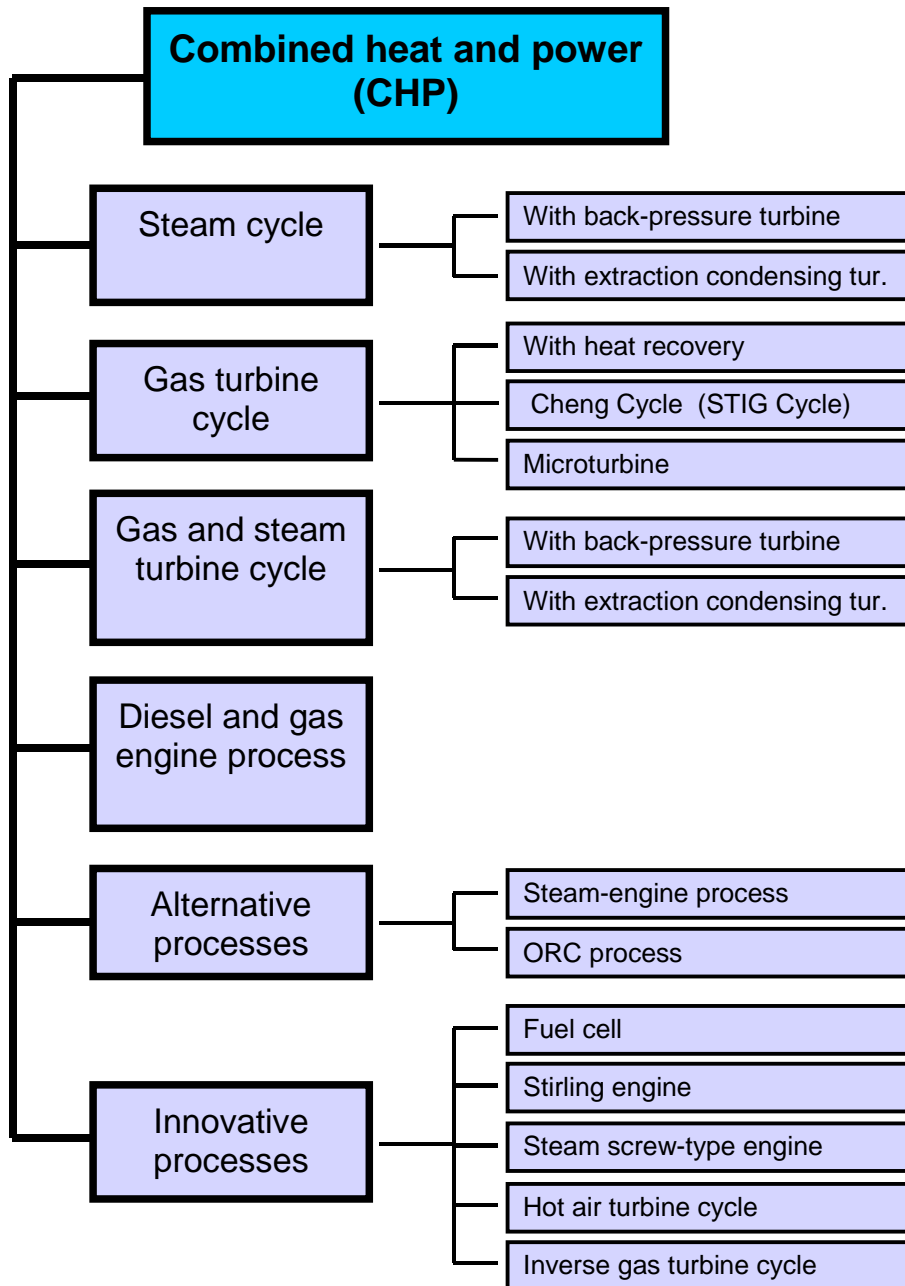 Combined heat and power
(CHP)
Steam cycle
With back-pressure turbine
With extraction condensing tur.
Gas turbine
cycle
With heat recovery
Cheng Cycle (STIG Cycle)
Microturbine
Gas and steam
turbine cycle
With back-pressure turbine
With extraction condensing tur.
Diesel and gas
engine process
Alternative
processes
Steam-engine process
ORC process
Innovative
processes
Fuel cell
Stirling engine
Steam screw-type engine
Hot air turbine cycle
Inverse gas turbine cycle